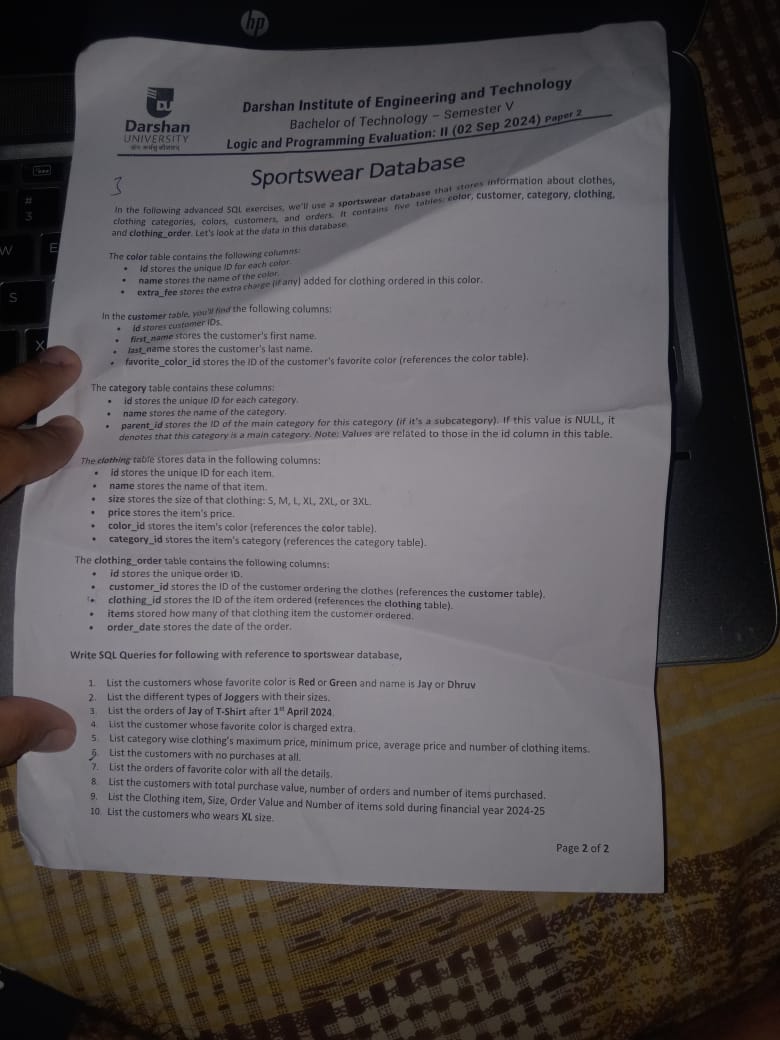 hp
# 3
W
E
S
X
DU
Darshan
UNIVERSITY
Darshan Institute of Engineering and Technology
Bachelor of Technology – Semester V
Logic and Programming Evaluation: II (02 Sep 2024) Paper 2
3
Sportswear Database
In the following advanced SQL exercises, we'll use a sportswear database that stores information about clothes,
clothing categories, colors, customers, and orders. It contains five tables: color, customer, category, clothing,
and clothing_order. Let's look at the data in this database.
The color table contains the following columns:
• id stores the unique ID for each color.
• name stores the name of the color.
• extra_fee stores the extra charge (if any) added for clothing ordered in this color.
In the customer table, you'll find the following columns:
• id stores customer IDs.
• first_name stores the customer's first name.
• last_name stores the customer's last name.
• favorite_color_id stores the ID of the customer's favorite color (references the color table).
The category table contains these columns:
• id stores the unique ID for each category.
• name stores the name of the category.
• parent_id stores the ID of the main category for this category (if it's a subcategory). If this value is NULL, it
denotes that this category is a main category. Note: Values are related to those in the id column in this table.
The clothing table stores data in the following columns:
• id stores the unique ID for each item.
• name stores the name of that item.
• size stores the size of that clothing: S, M, L, XL, 2XL, or 3XL.
• price stores the item's price.
• color_id stores the item's color (references the color table).
• category_id stores the item's category (references the category table).
The clothing_order table contains the following columns:
• id stores the unique order ID.
• customer_id stores the ID of the customer ordering the clothes (references the customer table).
• clothing_id stores the ID of the item ordered (references the clothing table).
• items stored how many of that clothing item the customer ordered.
• order_date stores the date of the order.
Write SQL Queries for following with reference to sportswear database,
1. List the customers whose favorite color is Red or Green and name is Jay or Dhruv
2. List the different types of Joggers with their sizes.
3. List the orders of Jay of T-Shirt after 1st April 2024.
4. List the customer whose favorite color is charged extra.
5. List category wise clothing's maximum price, minimum price, average price and number of clothing items.
6. List the customers with no purchases at all.
7. List the orders of favorite color with all the details.
8. List the customers with total purchase value, number of orders and number of items purchased.
9. List the Clothing item, Size, Order Value and Number of items sold during financial year 2024-25
10. List the customers who wears XL size.
Page 2 of 2